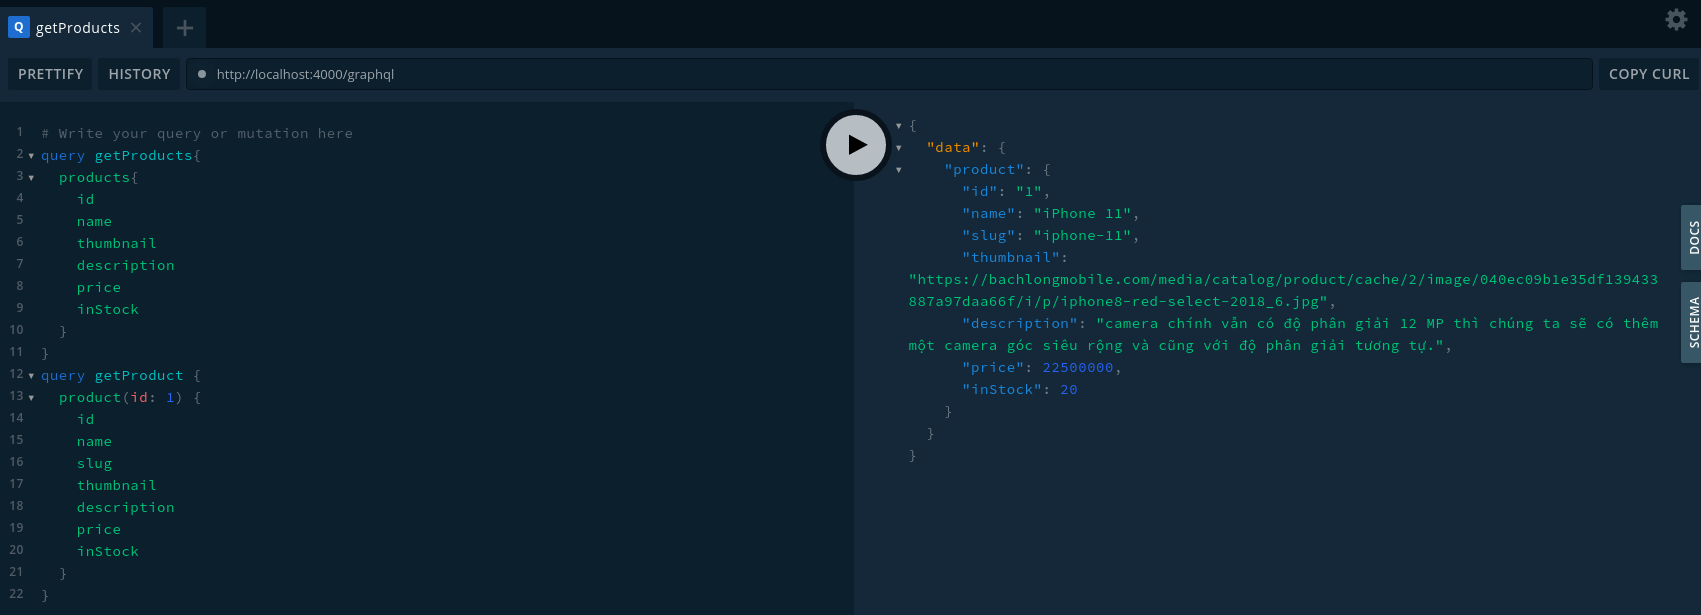 Q getProducts ×
PRETTIFY HISTORY http://localhost:4000/graphql COPY CURL
1 # Write your query or mutation here
2 query getProducts{
3 products{
4 id
5 name
6 thumbnail
7 description
8 price
9 inStock
10 }
11 }
12 query getProduct {
13 product(id: 1) {
14 id
15 name
16 slug
17 thumbnail
18 description
19 price
20 inStock
21 }
22 }
{
"data": {
"product": {
"id": "1",
"name": "iPhone 11",
"slug": "iphone-11",
"thumbnail":
"https://bachlongmobile.com/media/catalog/product/cache/2/image/040ec09b1e35df139433
887a97daa66f/i/p/iphone8-red-select-2018_6.jpg",
"description": "camera chính vẫn có độ phân giải 12 MP thì chúng ta sẽ có thêm
một camera góc siêu rộng và cũng với độ phân giải tương tự.",
"price": 22500000,
"inStock": 20
}
}
}
DOCS
SCHEMA